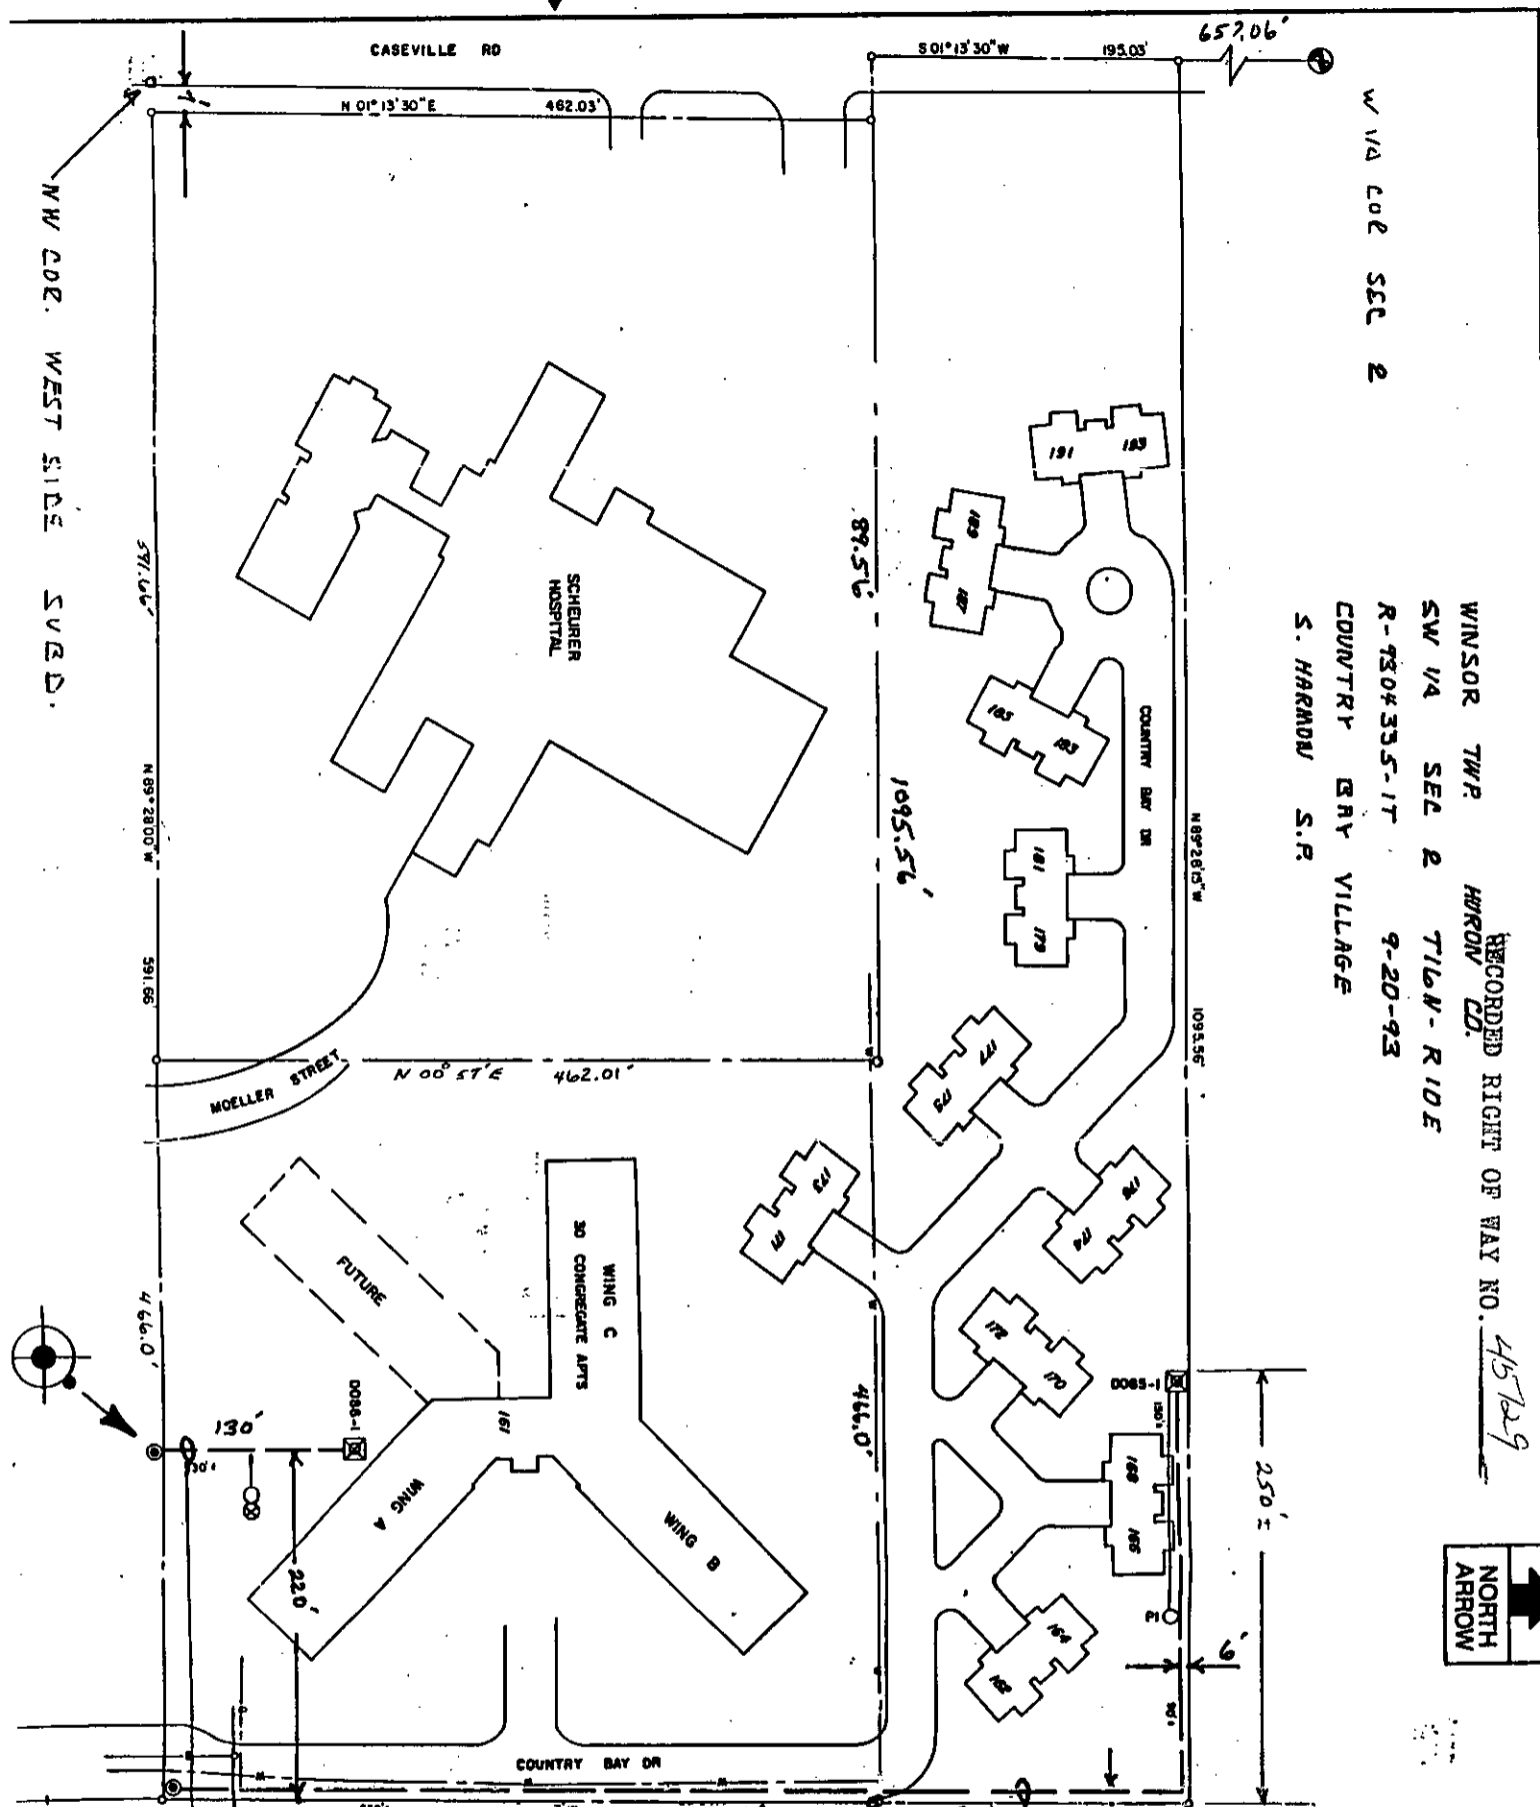 CASEVILLE RD
S 01°13'30"W 195.03'
657.06'
N 01°13'30"E 462.03'
1'
W 1/4 COR SEC 2
NW COR. WEST SIDE SUBD.
WINSOR TWP. HURON CO.
SW 1/4 SEC 2 T16N-R10E
R-9304335-1T 9-20-93
COUNTRY BAY VILLAGE
S. HARMON S.P.
RECORDED RIGHT OF WAY NO. 45729
NORTH
ARROW
191 193
189
187
185
183
COUNTRY BAY DR
181
179
177
175
173
171
176
174
172
170
168
166
164
162
SCHEURER
HOSPITAL
89.56'
1095.56'
N 89°28'15"W 1095.56'
591.66'
N 89°28'00"W 591.66'
N 00°57'E 462.01'
MOELLER STREET
FUTURE
WING C
30 CONGREGATE APTS
161
WING A
WING B
466.0'
466.0'
D086-1
130'
220'
D085-1
250'±
P1
6'
COUNTRY BAY DR